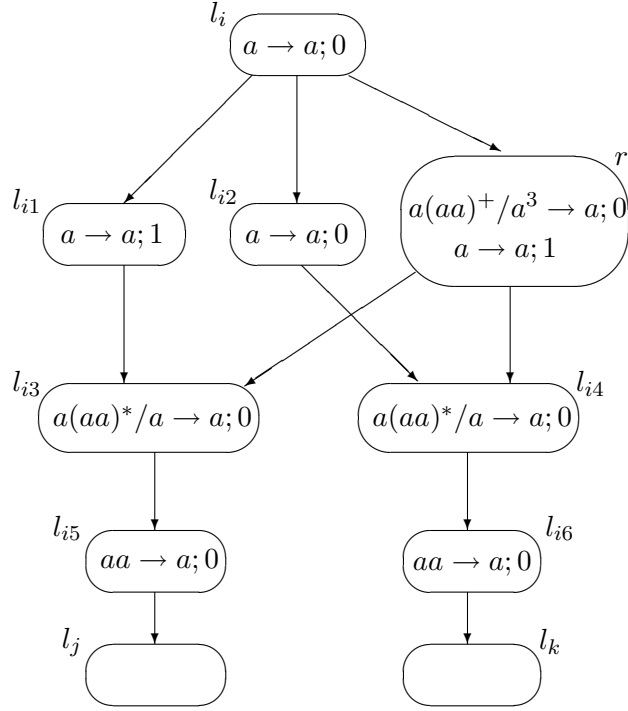 l_i
a → a; 0
r
l_{i1}
a → a; 1
l_{i2}
a → a; 0
a(aa)^+/a^3 → a; 0
a → a; 1
l_{i3}
a(aa)^*/a → a; 0
l_{i4}
a(aa)^*/a → a; 0
l_{i5}
aa → a; 0
l_{i6}
aa → a; 0
l_j
l_k